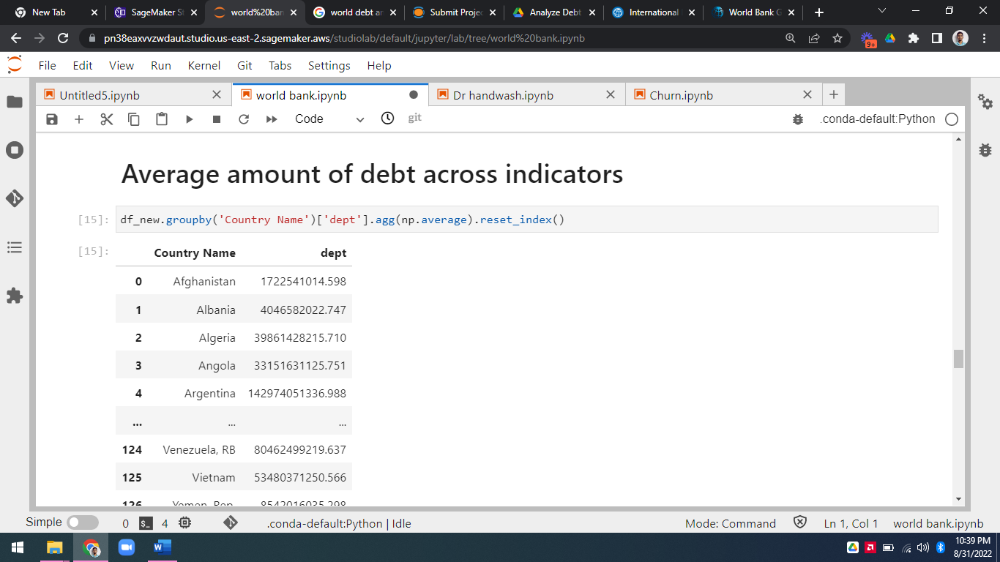 New Tab
SageMaker St
world%20ban
world debt an
Submit Projec
Analyze Debt
International
World Bank G
pn38eaxvvzwdaut.studio.us-east-2.sagemaker.aws/studiolab/default/jupyter/lab/tree/world%20bank.ipynb
9+
File Edit View Run Kernel Git Tabs Settings Help
Untitled5.ipynb
world bank.ipynb
Dr handwash.ipynb
Churn.ipynb
Code
git
.conda-default:Python
Average amount of debt across indicators
[15]: df_new.groupby('Country Name')['dept'].agg(np.average).reset_index()
[15]: Country Name dept
0 Afghanistan 1722541014.598
1 Albania 4046582022.747
2 Algeria 39861428215.710
3 Angola 33151631125.751
4 Argentina 142974051336.988
... ... ...
124 Venezuela, RB 80462499219.637
125 Vietnam 53480371250.566
126 Yemen, Rep. 8542016035.298
Simple 0 $_ 4 .conda-default:Python | Idle Mode: Command Ln 1, Col 1 world bank.ipynb
10:39 PM
8/31/2022